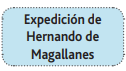 Expedición de
Hernando de
Magallanes